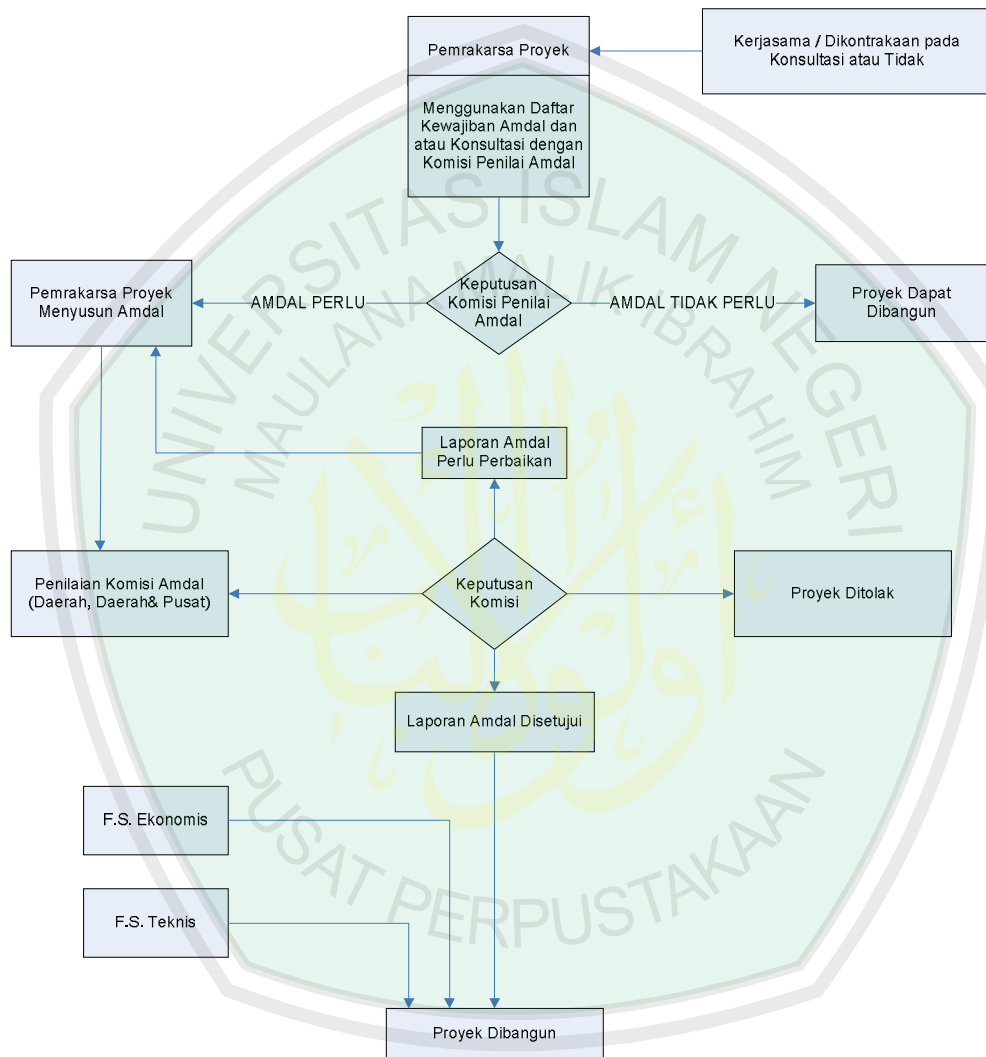 Pemrakarsa Proyek
Kerjasama / Dikontrakaan pada
Konsultasi atau Tidak
Menggunakan Daftar
Kewajiban Amdal dan
atau Konsultasi dengan
Komisi Penilai Amdal
Pemrakarsa Proyek
Menyusun Amdal
AMDAL PERLU
Keputusan
Komisi Penilai
Amdal
AMDAL TIDAK PERLU
Proyek Dapat
Dibangun
Laporan Amdal
Perlu Perbaikan
Penilaian Komisi Amdal
(Daerah, Daerah& Pusat)
Keputusan
Komisi
Proyek Ditolak
Laporan Amdal Disetujui
F.S. Ekonomis
F.S. Teknis
Proyek Dibangun
UNIVERSITAS ISLAM NEGERI
MAULANA MALIK IBRAHIM
PUSAT PERPUSTAKAAN